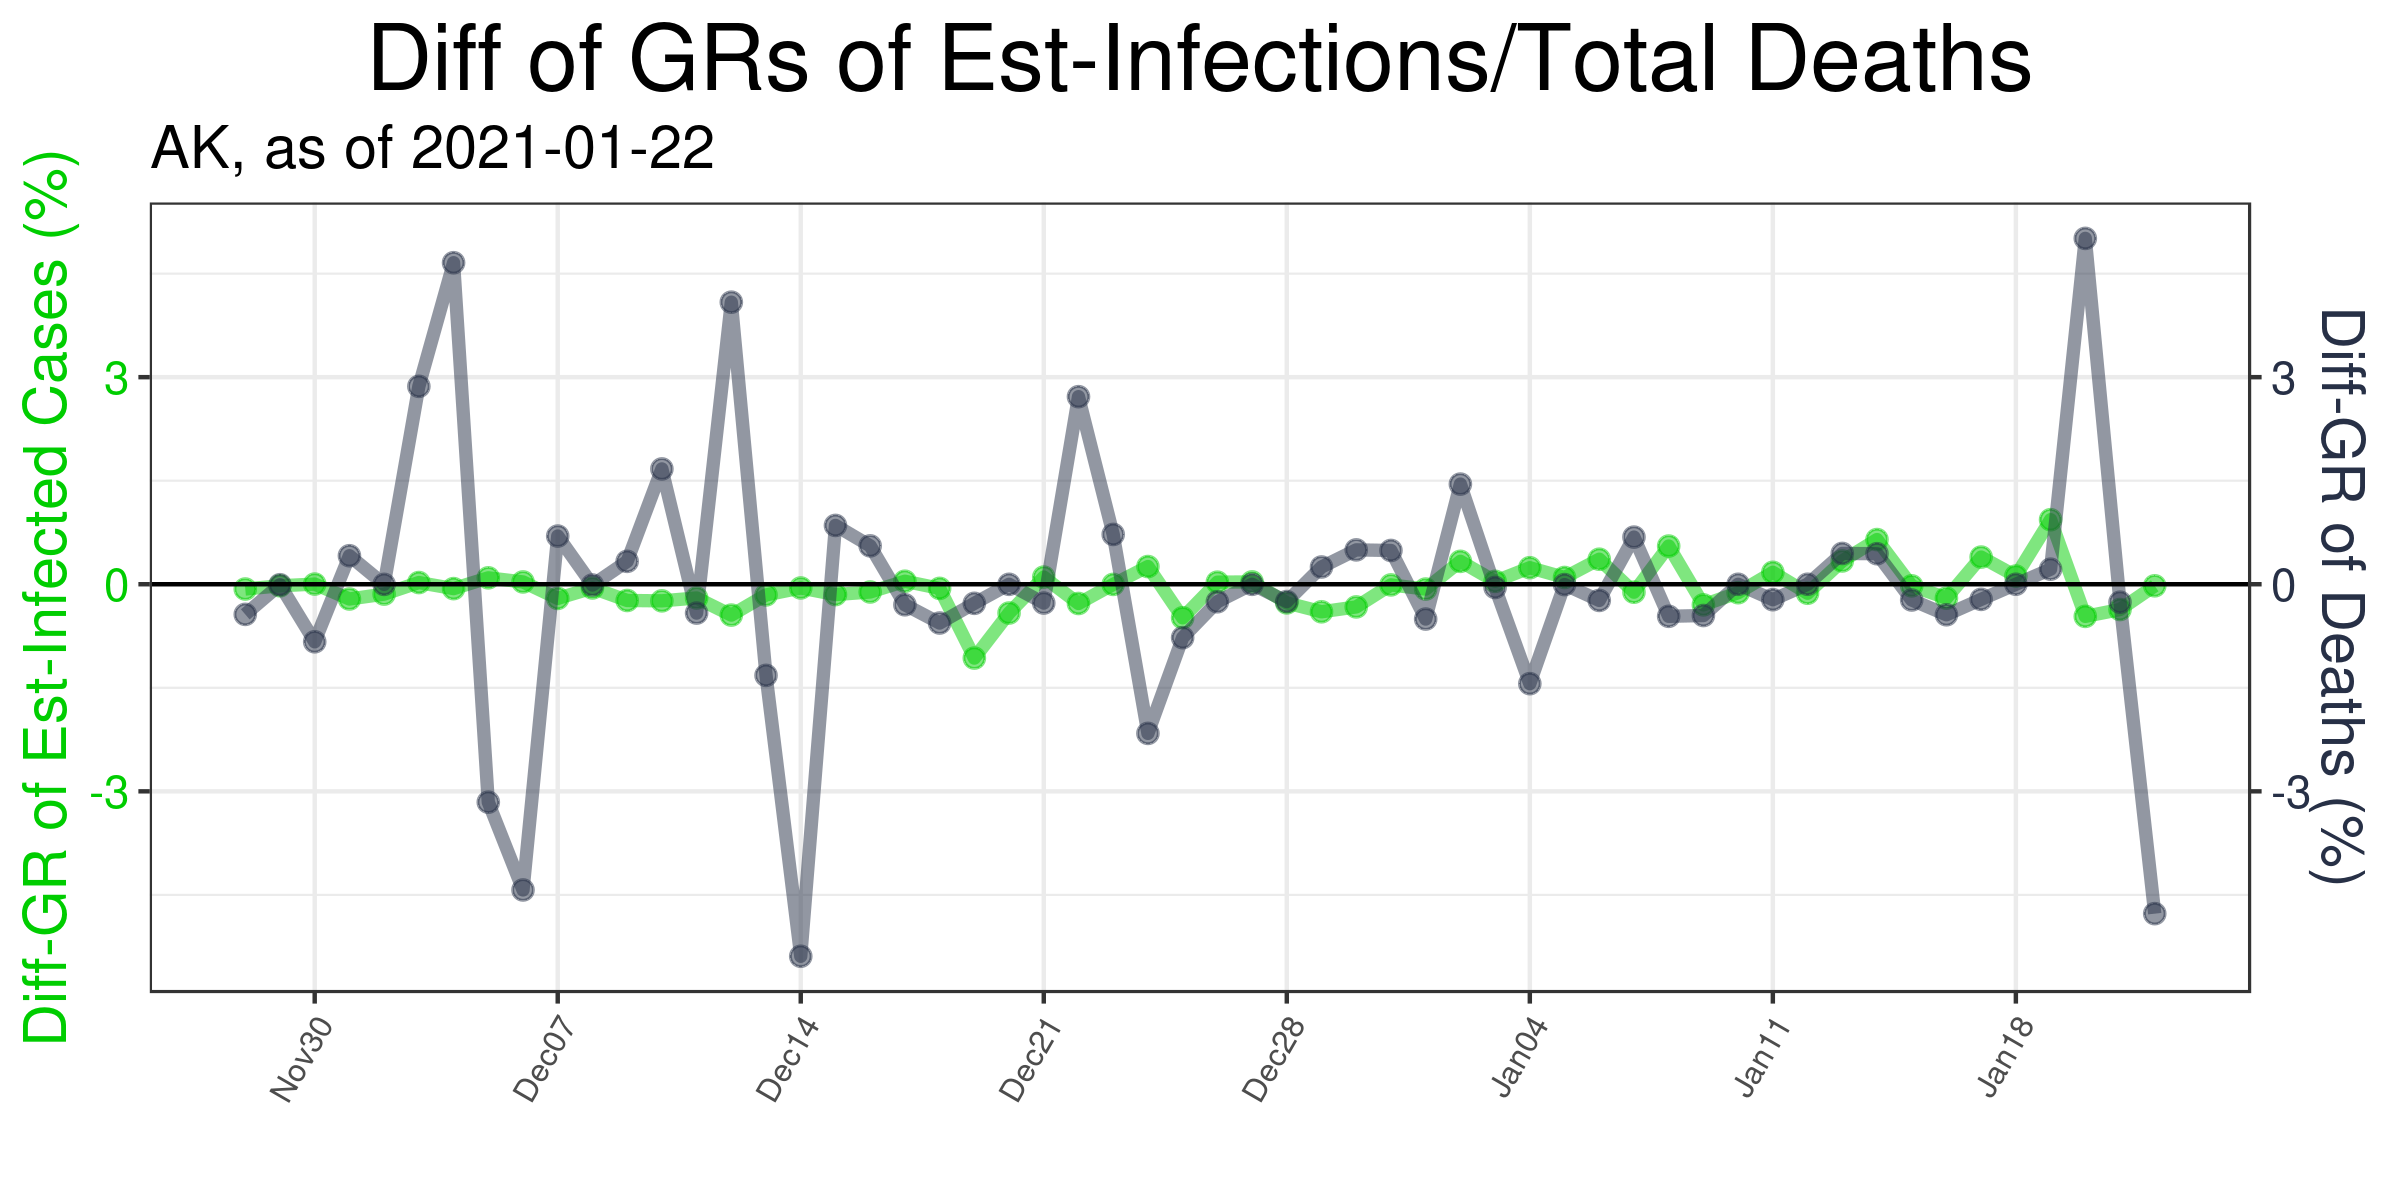 Diff of GRs of Est-Infections/Total Deaths
AK, as of 2021-01-22
Diff-GR of Est-Infected Cases (%)
3
0
-3
3
0
-3
Diff-GR of Deaths (%)
Nov30
Dec07
Dec14
Dec21
Dec28
Jan04
Jan11
Jan18